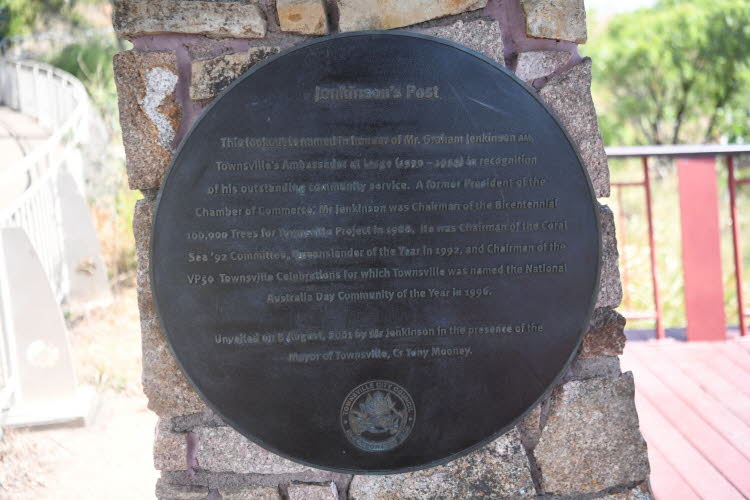 Jenkinson's Post
This lookout is named in honour of Mr. Graham Jenkinson AM,
Townsville's Ambassador at Large in recognition
of his outstanding community service. A former President of the
Chamber of Commerce, Mr Jenkinson was Chairman of the Bicentennial
100,000 Trees for Townsville Project in 1988. He was Chairman of the Coral
Sea '92 Committee, Queenslander of the Year in 1992, and Chairman of the
VP50 Townsville Celebrations for which Townsville was named the National
Australia Day Community of the Year in 1996.
Unveiled on August, 2001 by Mr Jenkinson in the presence of the
Mayor of Townsville, Cr Tony Mooney.
TOWNSVILLE CITY COUNCIL